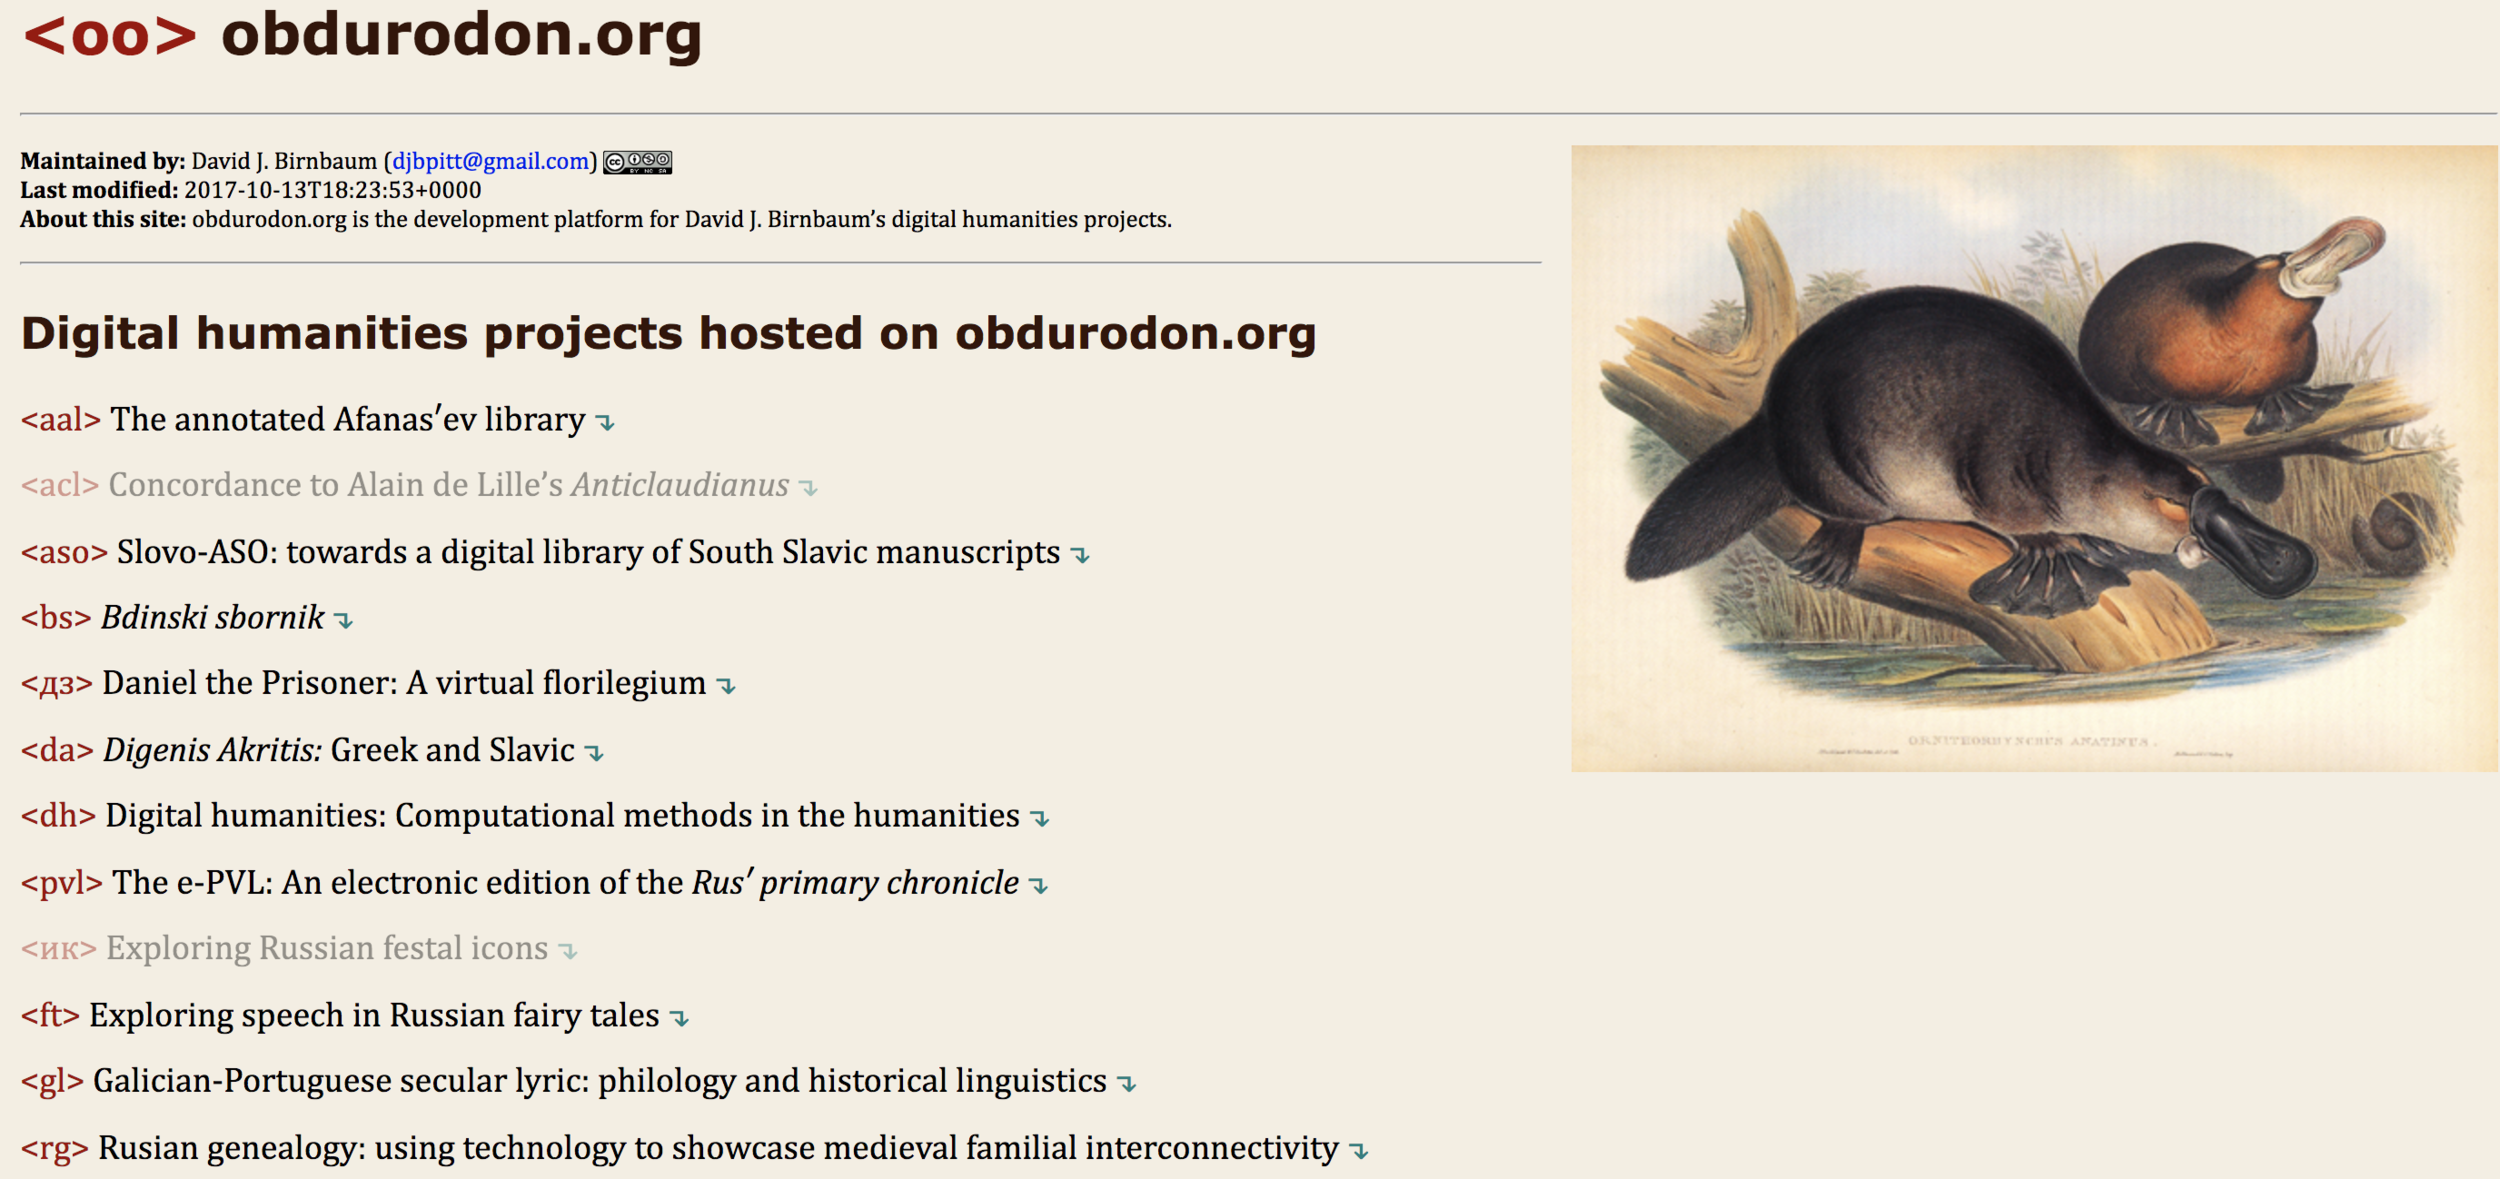 <oo> obdurodon.org
Maintained by: David J. Birnbaum (djbpitt@gmail.com) cc BY NC SA
Last modified: 2017-10-13T18:23:53+0000
About this site: obdurodon.org is the development platform for David J. Birnbaum’s digital humanities projects.
Digital humanities projects hosted on obdurodon.org
<aal> The annotated Afanasʹev library ↴
<acl> Concordance to Alain de Lille’s Anticlaudianus ↴
<aso> Slovo-ASO: towards a digital library of South Slavic manuscripts ↴
<bs> Bdinski sbornik ↴
<дз> Daniel the Prisoner: A virtual florilegium ↴
<da> Digenis Akritis: Greek and Slavic ↴
<dh> Digital humanities: Computational methods in the humanities ↴
<pvl> The e-PVL: An electronic edition of the Rusʹ primary chronicle ↴
<ик> Exploring Russian festal icons ↴
<ft> Exploring speech in Russian fairy tales ↴
<gl> Galician-Portuguese secular lyric: philology and historical linguistics ↴
<rg> Rusian genealogy: using technology to showcase medieval familial interconnectivity ↴
ORNITHORHYNCHUS ANATINUS.